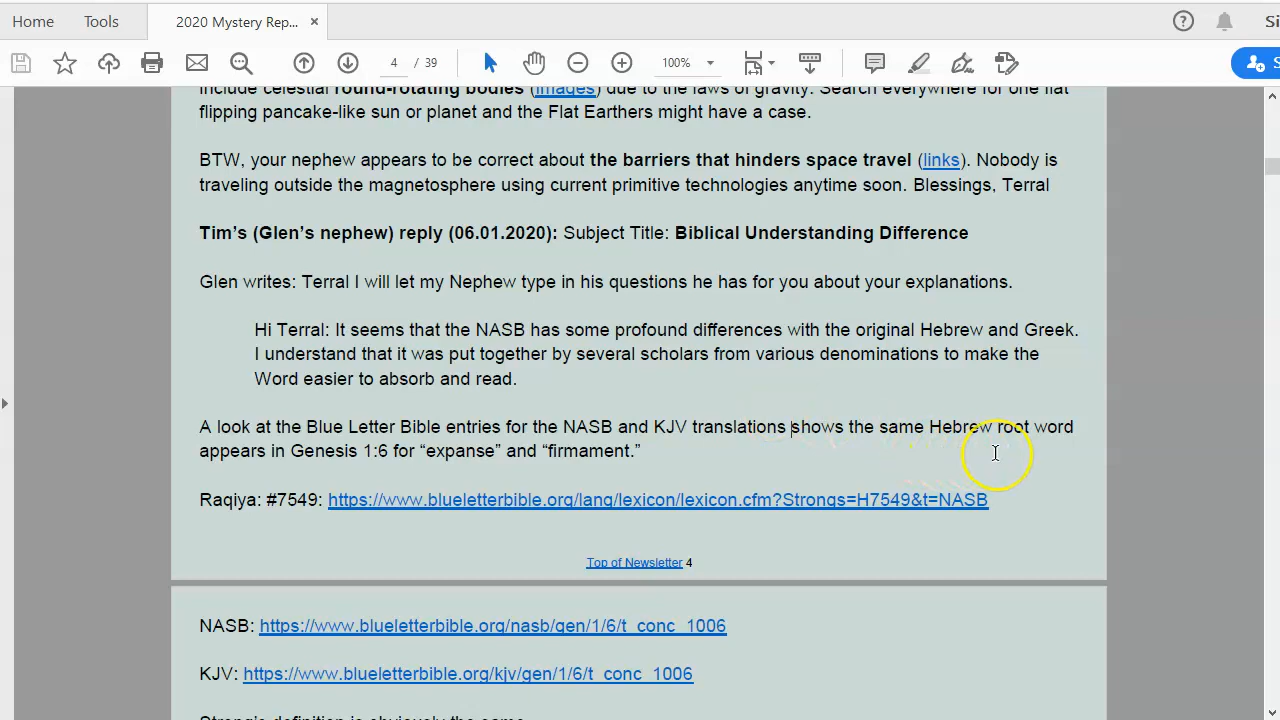 Home
Tools
2020 Mystery Rep...
×
?
Si
4 / 39
100%
S
include celestial round-rotating bodies (images) due to the laws of gravity. Search everywhere for one flat
flipping pancake-like sun or planet and the Flat Earthers might have a case.
BTW, your nephew appears to be correct about the barriers that hinders space travel (links). Nobody is
traveling outside the magnetosphere using current primitive technologies anytime soon. Blessings, Terral
Tim's (Glen's nephew) reply (06.01.2020): Subject Title: Biblical Understanding Difference
Glen writes: Terral I will let my Nephew type in his questions he has for you about your explanations.
Hi Terral: It seems that the NASB has some profound differences with the original Hebrew and Greek.
I understand that it was put together by several scholars from various denominations to make the
Word easier to absorb and read.
A look at the Blue Letter Bible entries for the NASB and KJV translations shows the same Hebrew root word
appears in Genesis 1:6 for “expanse” and “firmament.”
Raqiya: #7549: https://www.blueletterbible.org/lang/lexicon/lexicon.cfm?Strongs=H7549&t=NASB
Top of Newsletter 4
NASB: https://www.blueletterbible.org/nasb/gen/1/6/t_conc_1006
KJV: https://www.blueletterbible.org/kjv/gen/1/6/t_conc_1006
Strong's definition is obviously the same